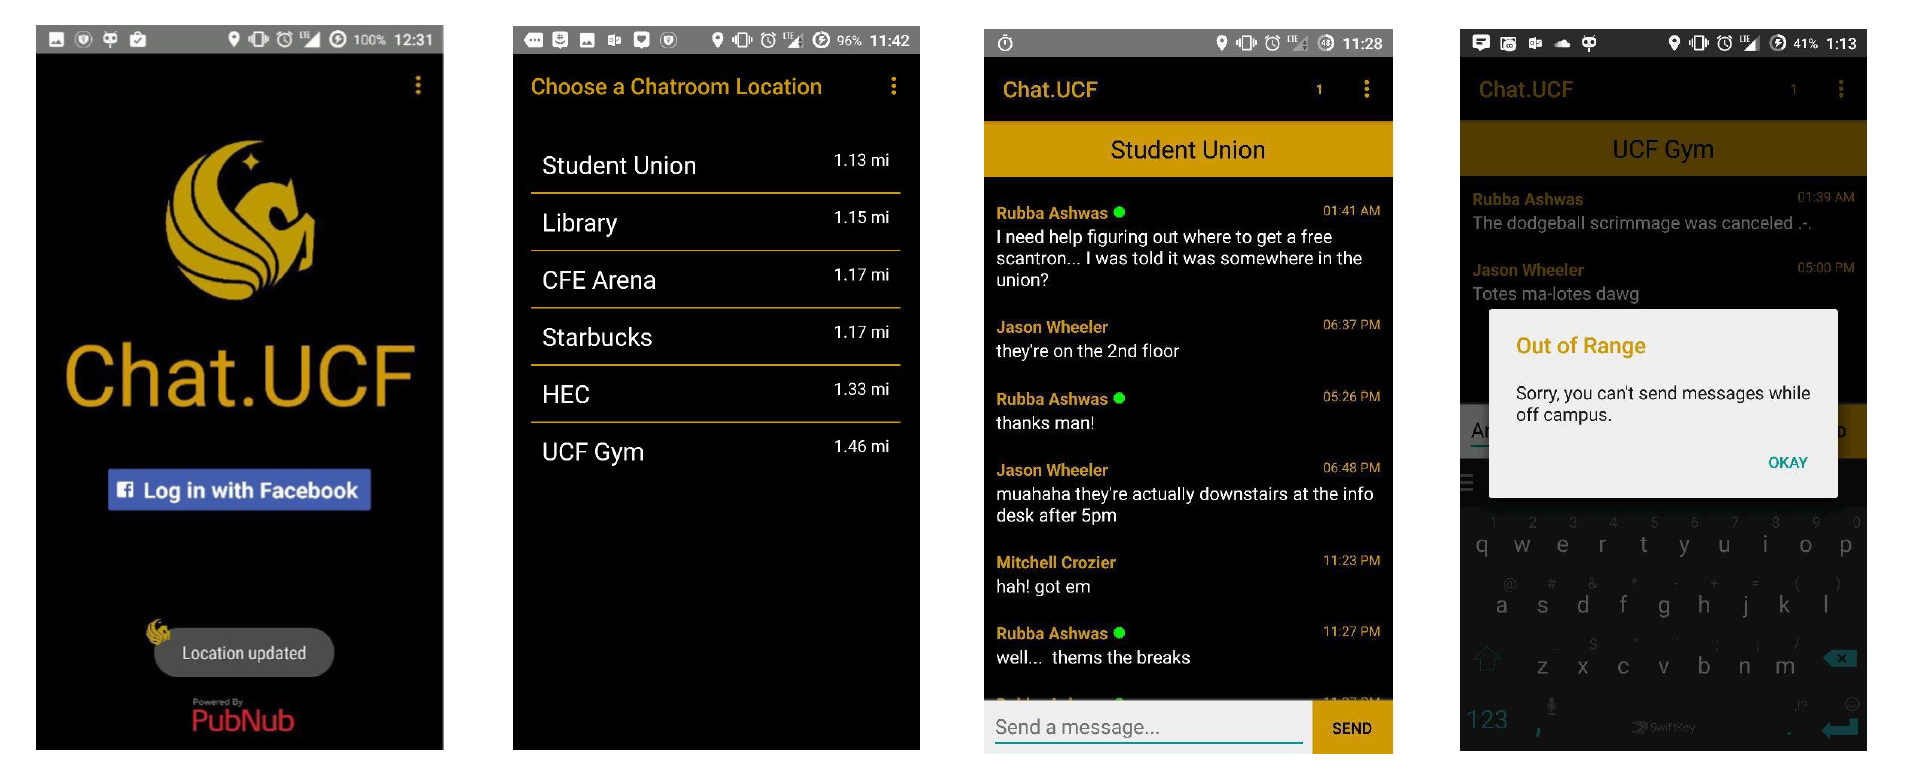 LTE 100% 12:31
Chat.UCF
Log in with Facebook
Location updated
Powered By
PubNub
LTE 96% 11:42
Choose a Chatroom Location
Student Union 1.13 mi
Library 1.15 mi
CFE Arena 1.17 mi
Starbucks 1.17 mi
HEC 1.33 mi
UCF Gym 1.46 mi
LTE 48 11:28
Chat.UCF 1
Student Union
Rubba Ashwas 01:41 AM
I need help figuring out where to get a free
scantron... I was told it was somewhere in the
union?
Jason Wheeler 06:37 PM
they're on the 2nd floor
Rubba Ashwas 05:26 PM
thanks man!
Jason Wheeler 06:48 PM
muahaha they're actually downstairs at the info
desk after 5pm
Mitchell Crozier 11:23 PM
hah! got em
Rubba Ashwas 11:27 PM
well... thems the breaks
Send a message... SEND
LTE 41% 1:13
Chat.UCF 1
UCF Gym
Rubba Ashwas 01:39 AM
The dodgeball scrimmage was canceled .-.
Jason Wheeler 05:00 PM
Totes ma-lotes dawg
Out of Range
Sorry, you can't send messages while
off campus.
OKAY
1 2 3 4 5 6 7 8 9 0
q w e r t y u i o p
@ # & * - + = ( )
a s d f g h j k l
z x c v b n m
123 , SwiftKey .